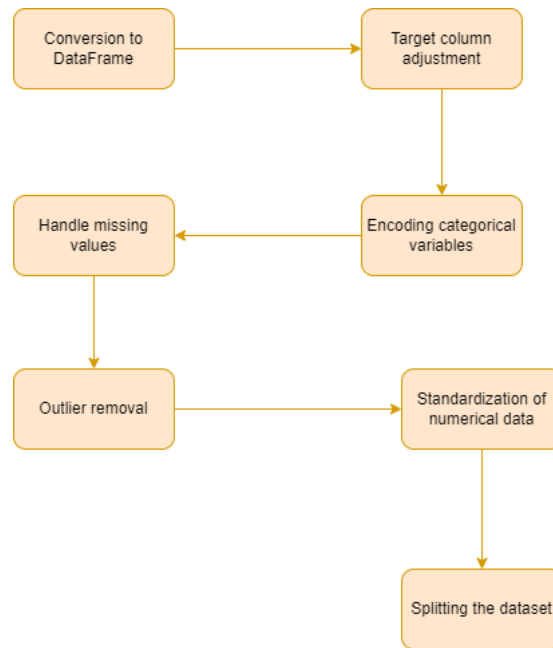 Conversion to
DataFrame
Target column
adjustment
Encoding categorical
variables
Handle missing
values
Outlier removal
Standardization of
numerical data
Splitting the dataset